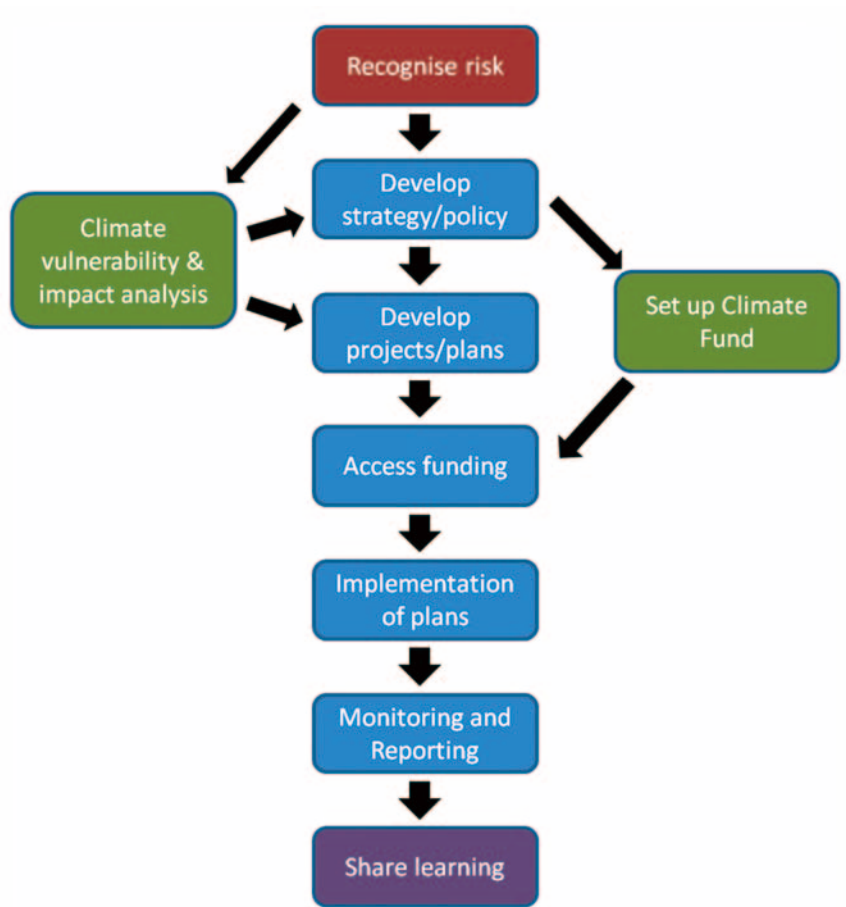 Recognise risk
Develop
strategy/policy
Climate
vulnerability &
impact analysis
Set up Climate
Fund
Develop
projects/plans
Access funding
Implementation
of plans
Monitoring and
Reporting
Share learning